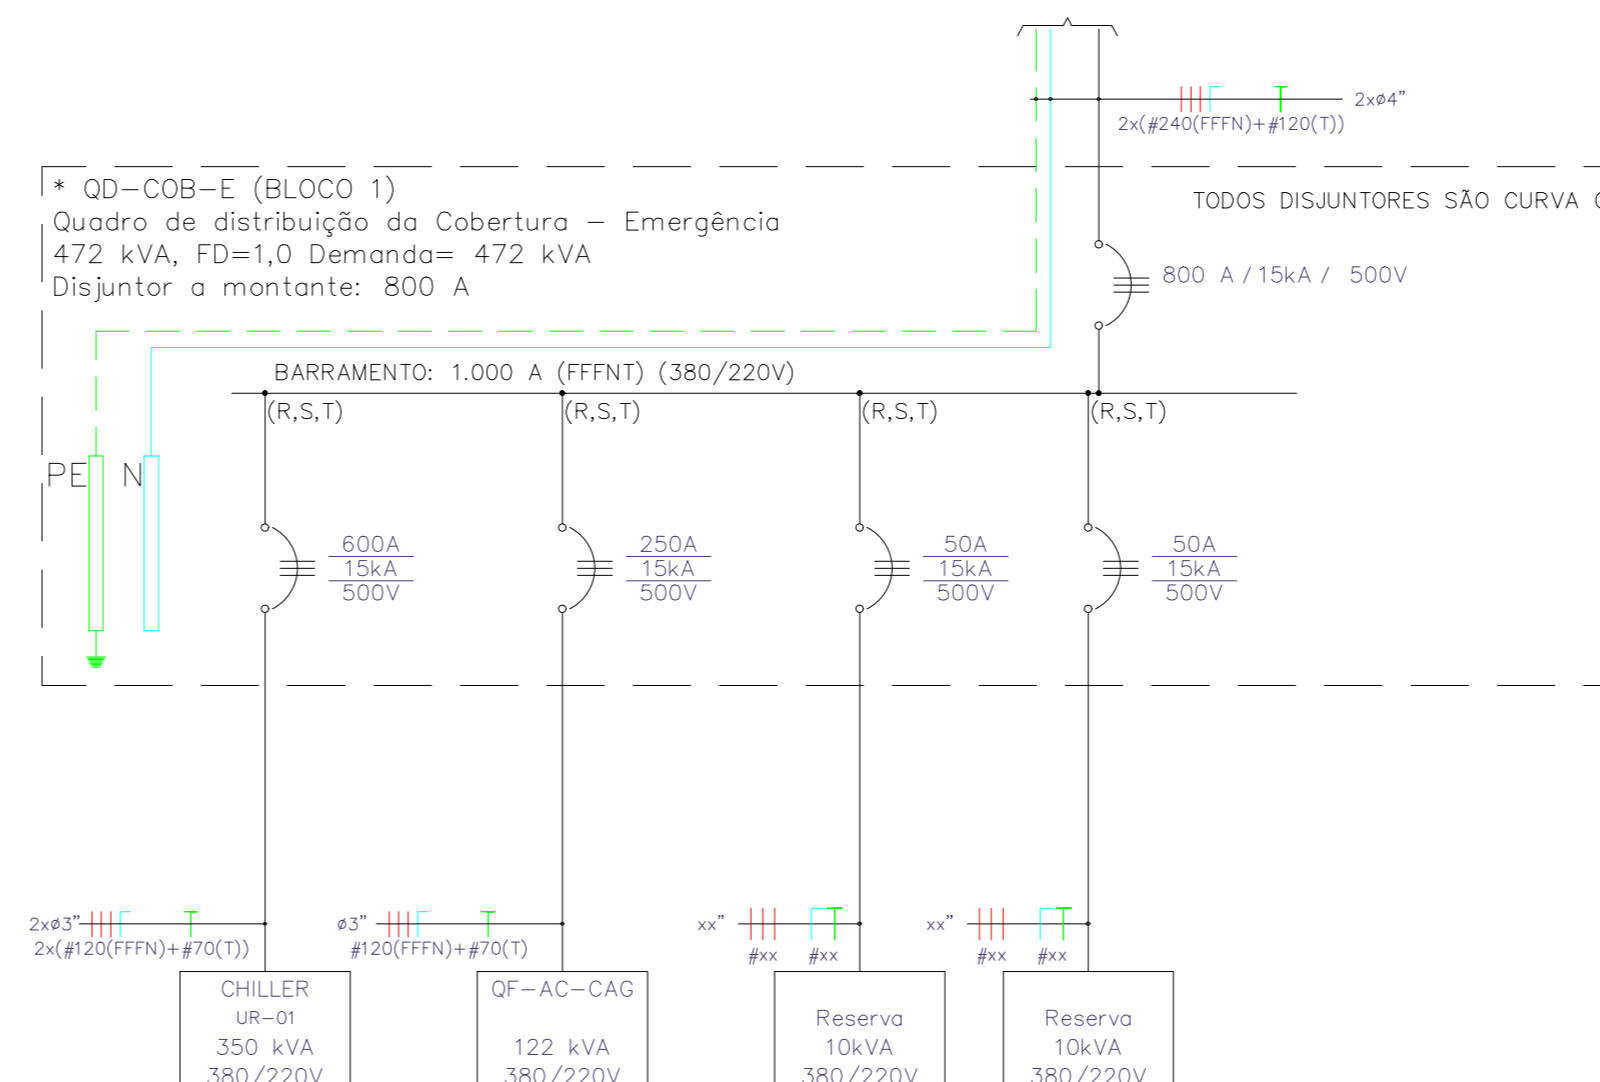 2xø4"
2x(#240(FFFN)+#120(T))
* QD-COB-E (BLOCO 1)
Quadro de distribuição da Cobertura - Emergência
472 kVA, FD=1,0 Demanda= 472 kVA
Disjuntor a montante: 800 A
TODOS DISJUNTORES SÃO CURVA
800 A /15kA / 500V
BARRAMENTO: 1.000 A (FFFNT) (380/220V)
(R,S,T) (R,S,T) (R,S,T) (R,S,T)
PE N
600A
15kA
500V
250A
15kA
500V
50A
15kA
500V
50A
15kA
500V
2xø3"
2x(#120(FFFN)+#70(T))
ø3"
#120(FFFN)+#70(T)
xx"
#xx #xx
xx"
#xx #xx
CHILLER
UR-01
350 kVA
380/220V
QF-AC-CAG
122 kVA
380/220V
Reserva
10kVA
380/220V
Reserva
10kVA
380/220V